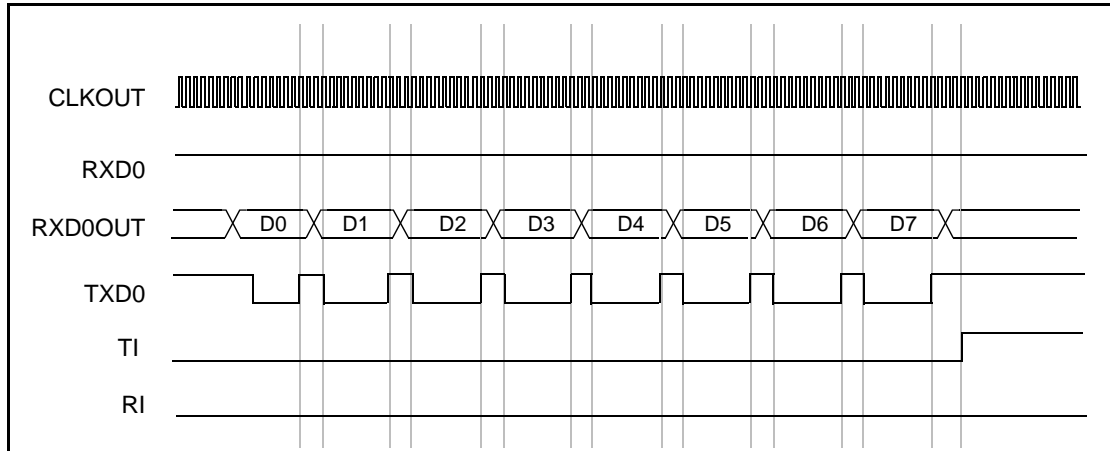 CLKOUT
RXD0
RXD0OUT D0 D1 D2 D3 D4 D5 D6 D7
TXD0
TI
RI